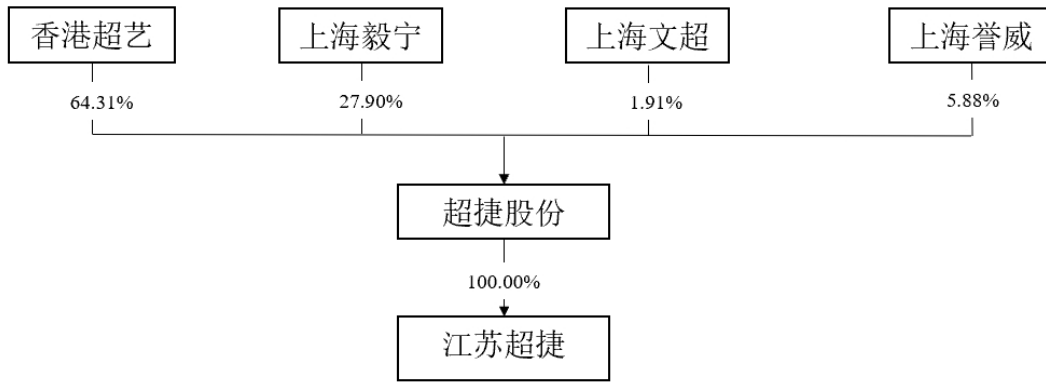 香港超艺 上海毅宁 上海文超 上海誉威
64.31% 27.90% 1.91% 5.88%
超捷股份
100.00%
江苏超捷